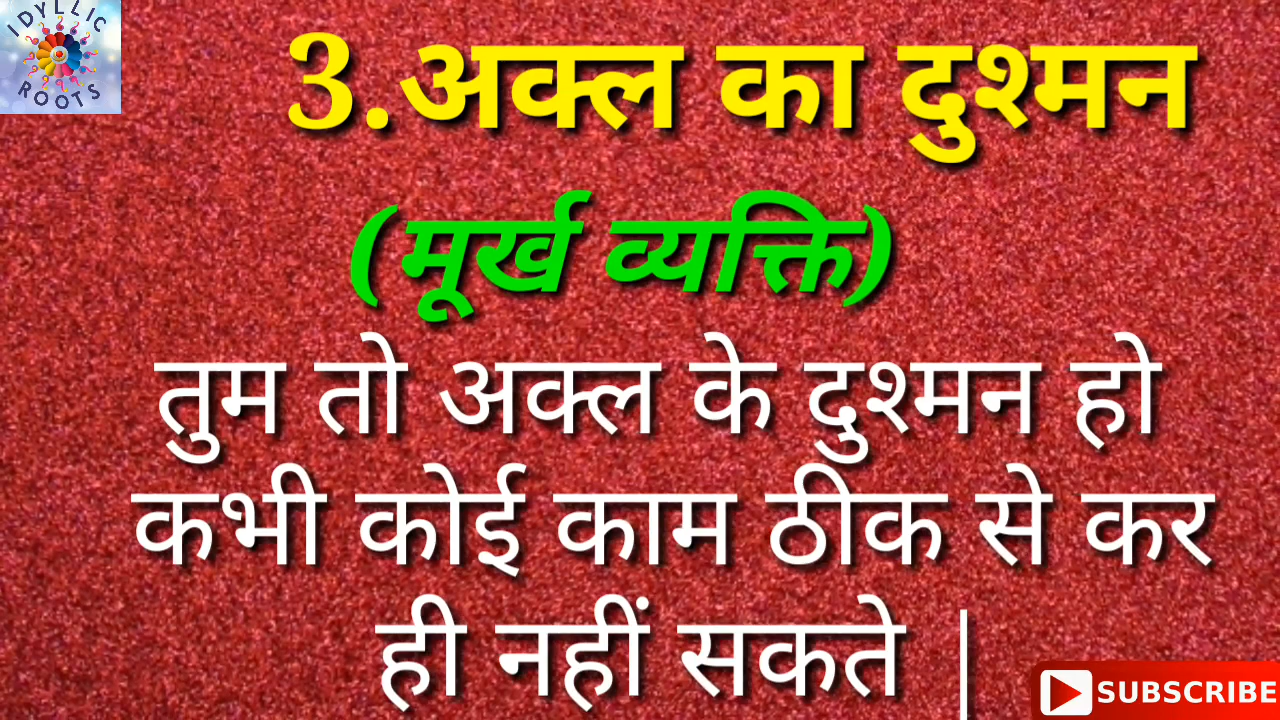 IDYLLIC
ROOTS
3.अक्ल का दुश्मन
(मूर्ख व्यक्ति)
तुम तो अक्ल के दुश्मन हो
कभी कोई काम ठीक से कर
ही नहीं सकते |
SUBSCRIBE